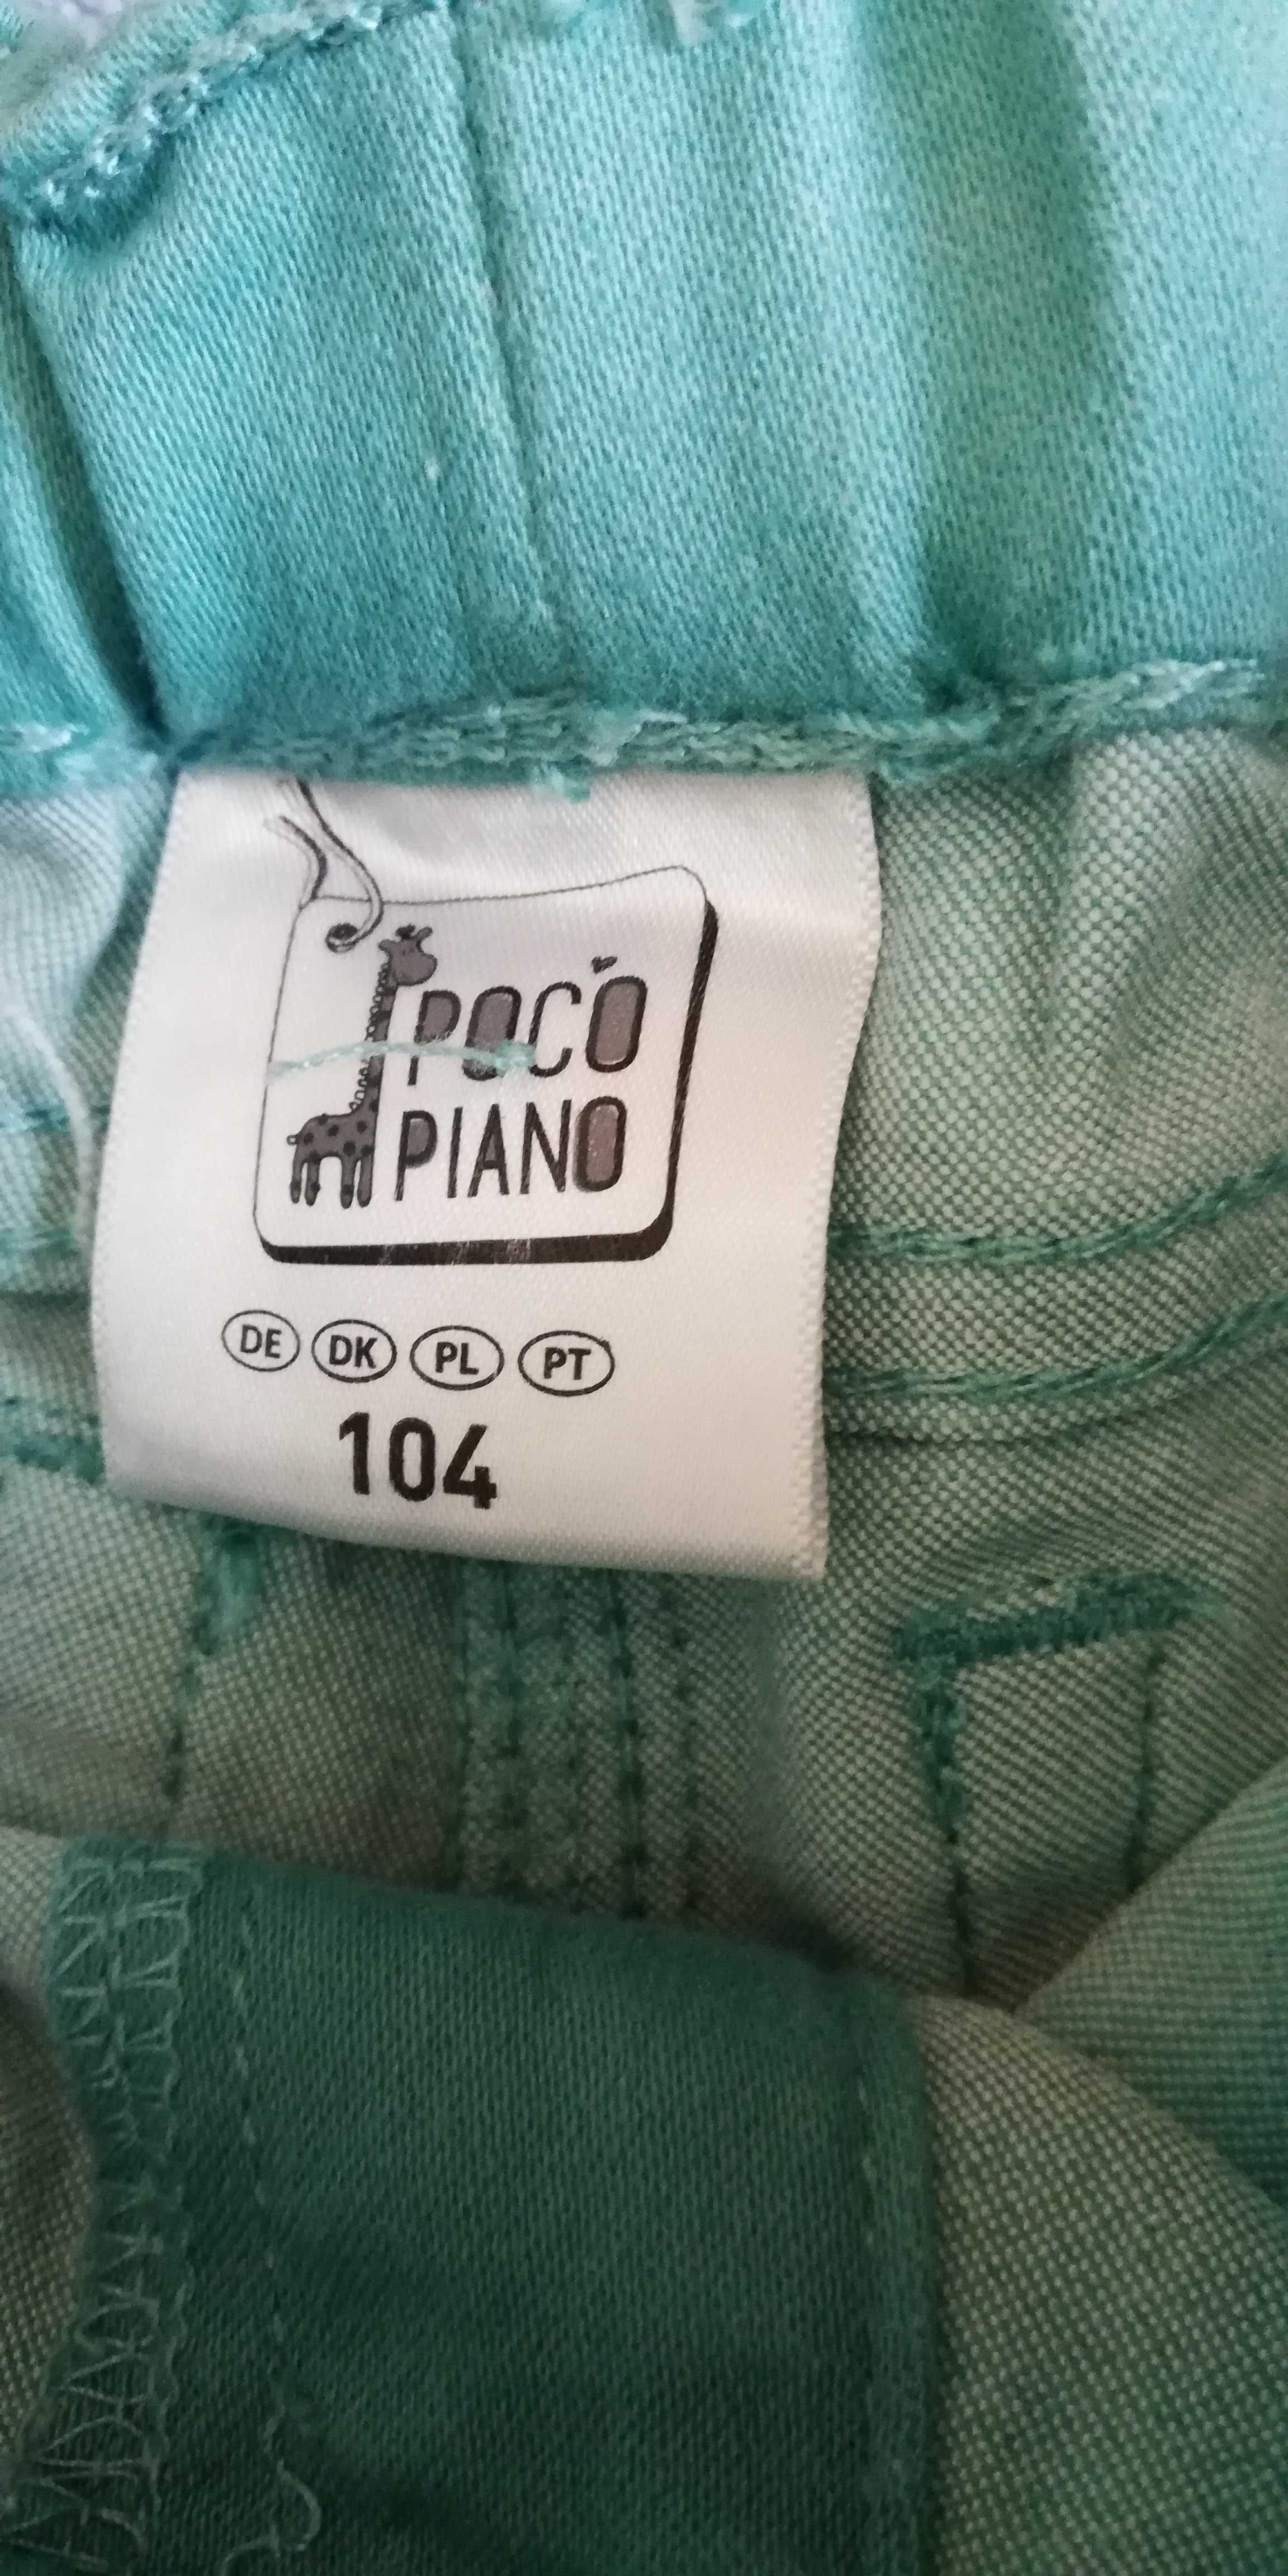 POCO
PIANO
DE DK PL PT
104